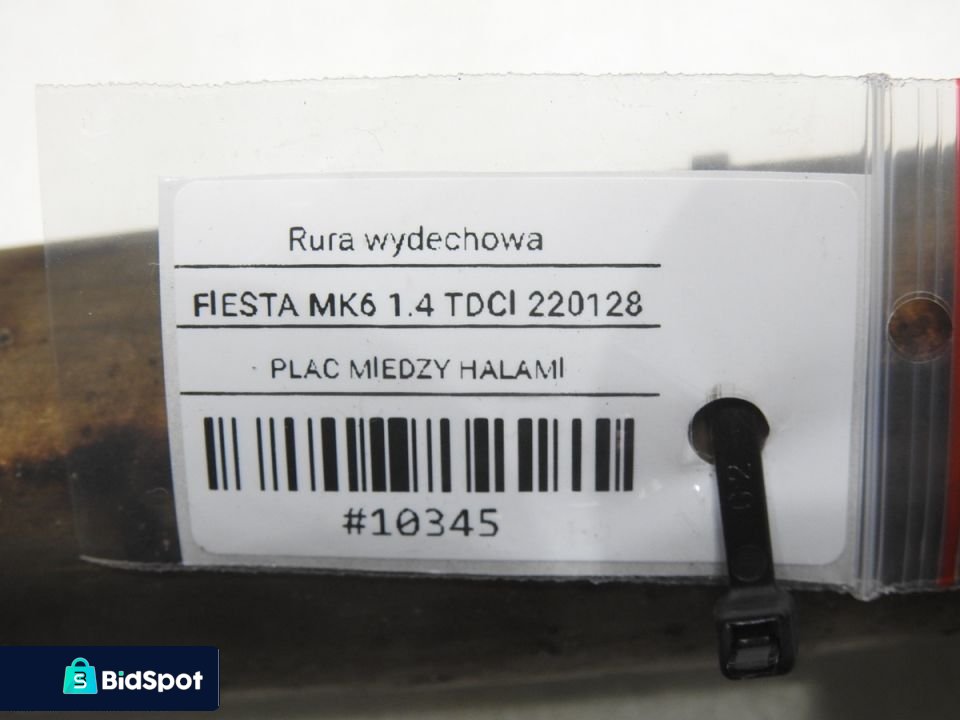 Rura wydechowa
FIESTA MK6 1.4 TDCI 220128
PLAC MIEDZY HALAMI
#10345
BidSpot